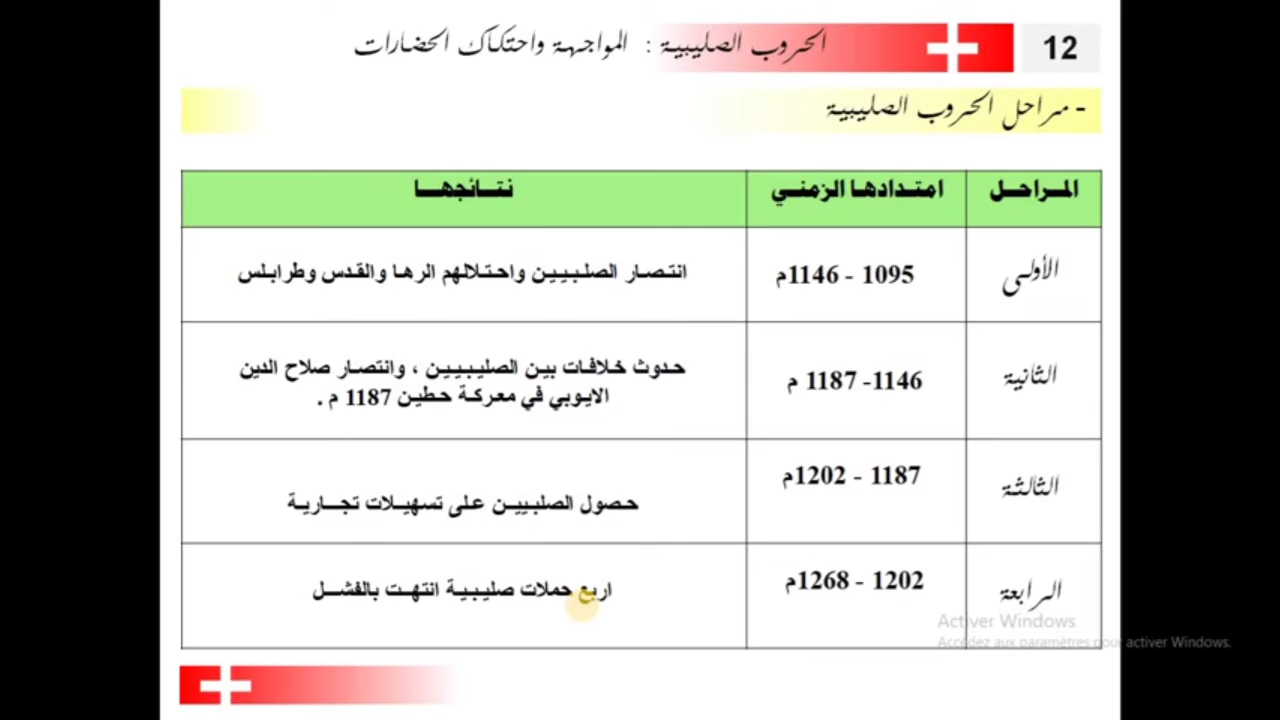 12
الحروب الصليبية : المواجهة واحتكاك الحضارات
- مراحل الحروب الصليبية
المراحل امتدادها الزمني نتائجها
الأولى 1095 - 1146م انتصار الصلبيين واحتلالهم الرها والقدس وطرابلس
الثانية 1146- 1187 م حدوث خلافات بين الصليبيين ، وانتصار صلاح الدين
الايوبي في معركة حطين 1187 م .
الثالثة 1187 - 1202م حصول الصلبيين على تسهيلات تجارية
الرابعة 1202 - 1268م اربع حملات صليبية انتهت بالفشل
Activer Windows
Accédez aux paramètres pour activer Windows.